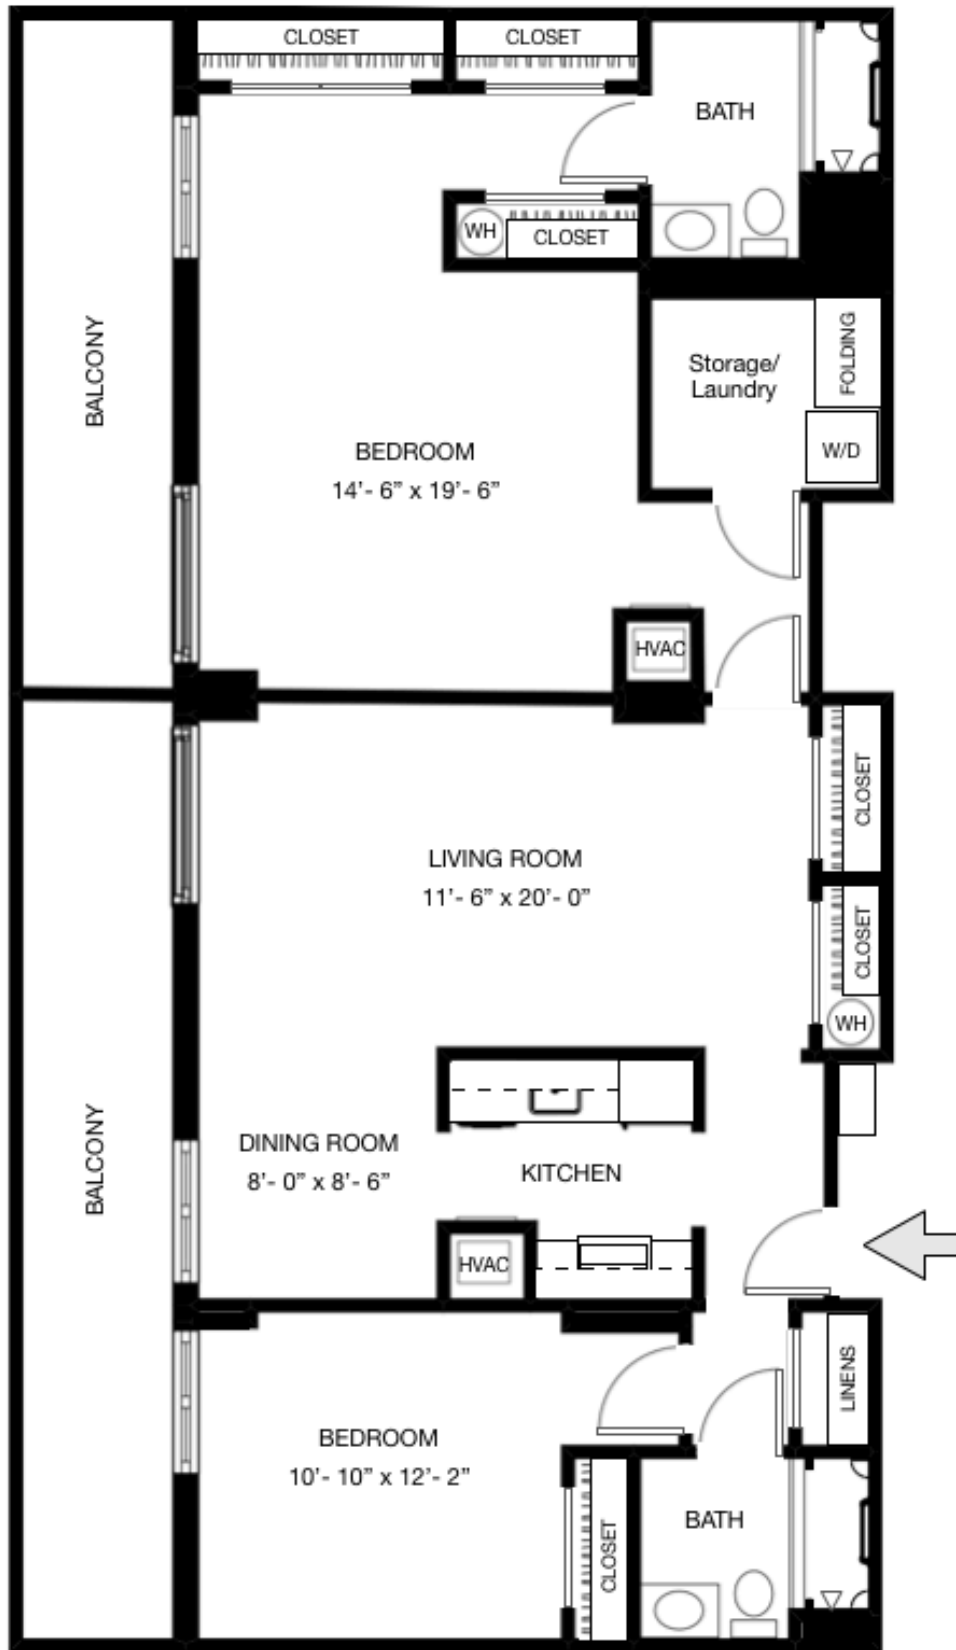 CLOSET
CLOSET
BATH
WH
CLOSET
BALCONY
Storage/
Laundry
FOLDING
W/D
BEDROOM
14'- 6” x 19'- 6”
HVAC
CLOSET
LIVING ROOM
11'- 6” x 20'- 0”
CLOSET
WH
BALCONY
DINING ROOM
8'- 0” x 8'- 6”
KITCHEN
HVAC
LINENS
BEDROOM
10'- 10” x 12'- 2”
CLOSET
BATH